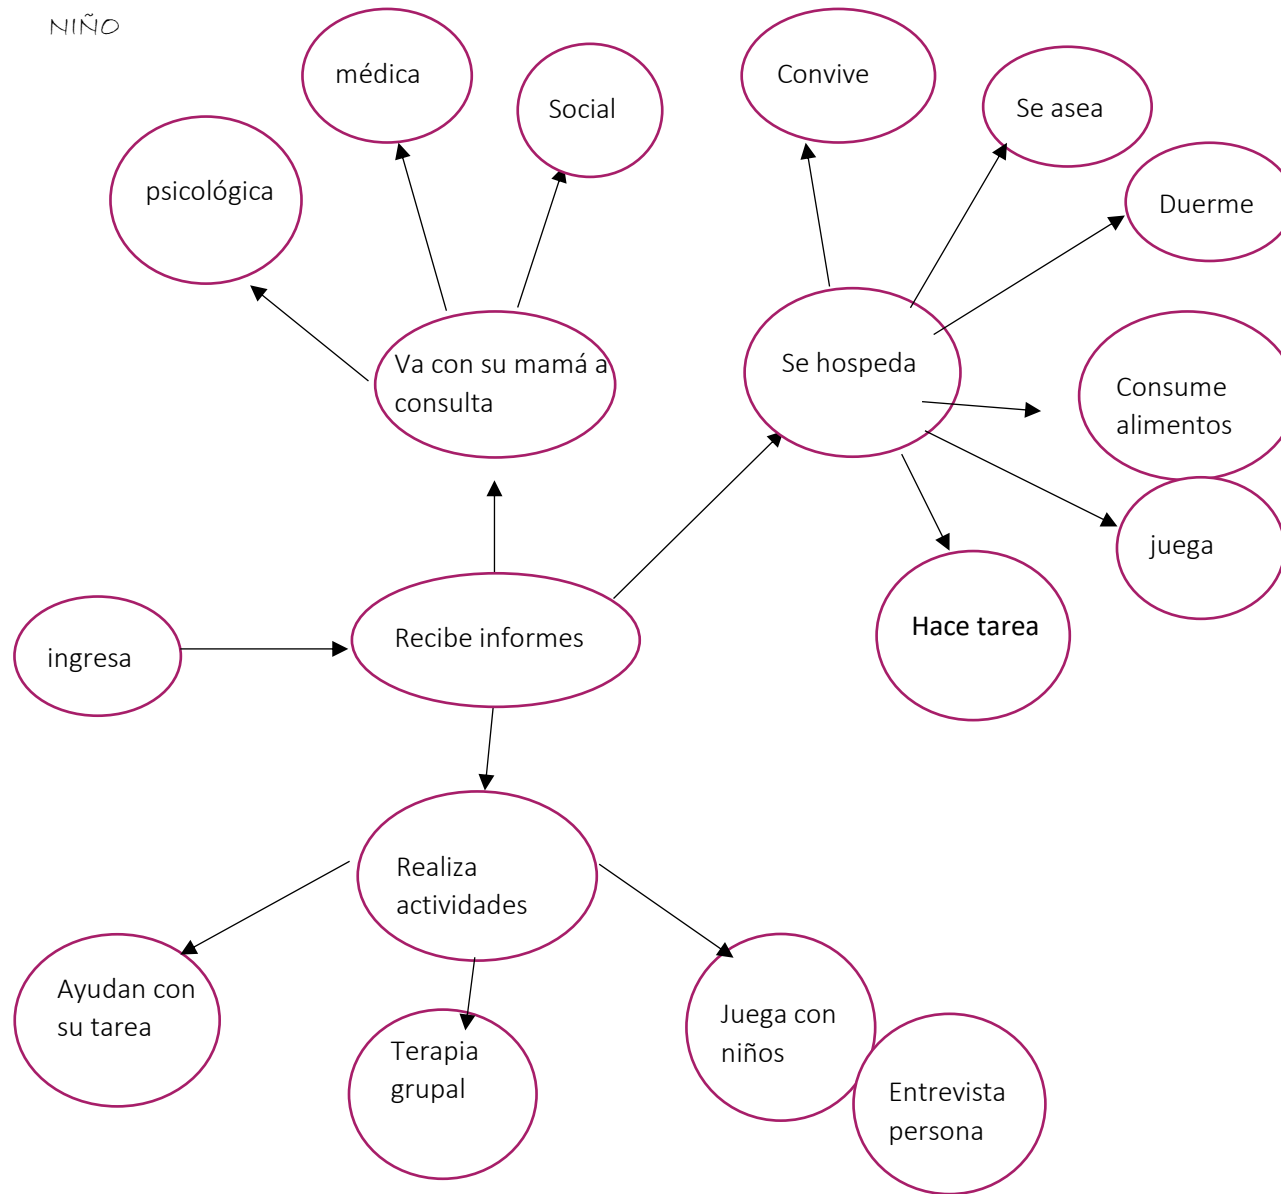 NIÑO
médica
Social
psicológica
Convive
Se asea
Duerme
Va con su mamá a
consulta
Se hospeda
Consume
alimentos
juega
Hace tarea
ingresa
Recibe informes
Realiza
actividades
Ayudan con
su tarea
Terapia
grupal
Juega con
niños
Entrevista
persona